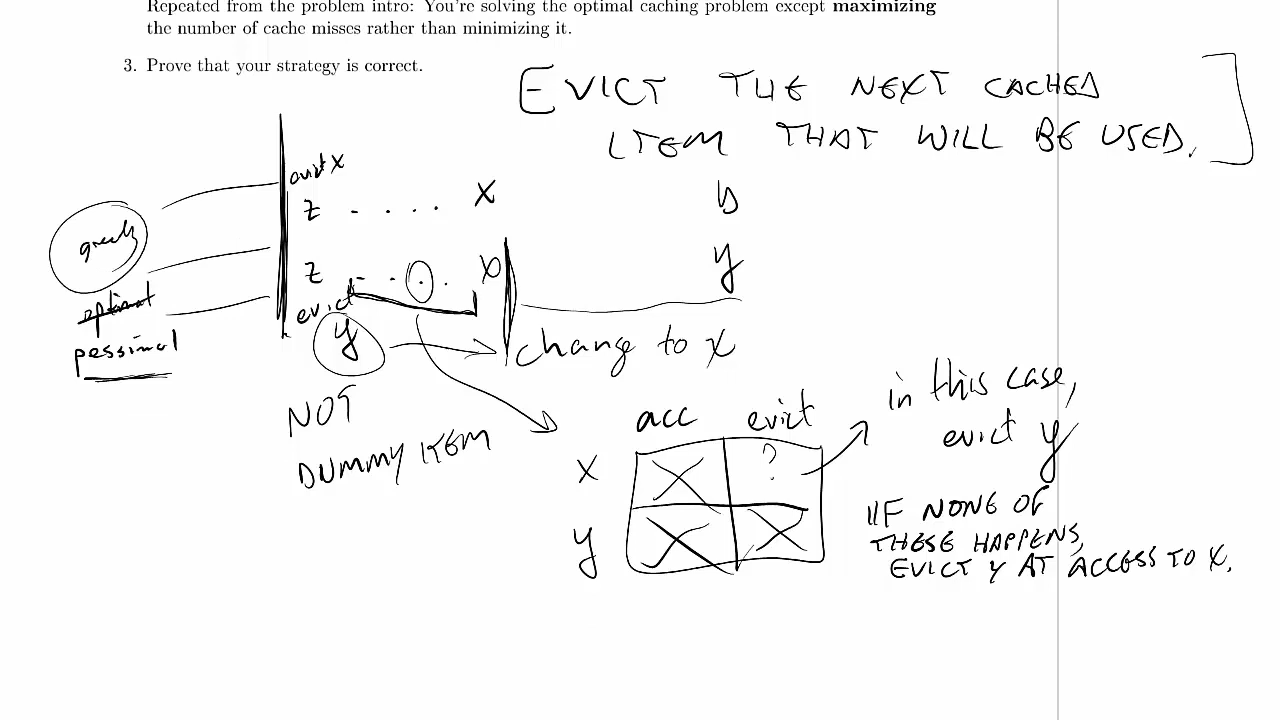 Repeated from the problem intro: You're solving the optimal caching problem except maximizing
the number of cache misses rather than minimizing it.
3. Prove that your strategy is correct.
EVICT THE NEXT CACHED
ITEM THAT WILL BE USED.
evict x
z . . . . x
y
greedy
z . . . . x
y
optimal
evict
y
pessimal
change to x
NOT
DUMMY ITEM
in this case,
evict y
acc evict
x ?
y
IF NONE OF
THESE HAPPENS,
EVICT Y AT ACCESS TO X.